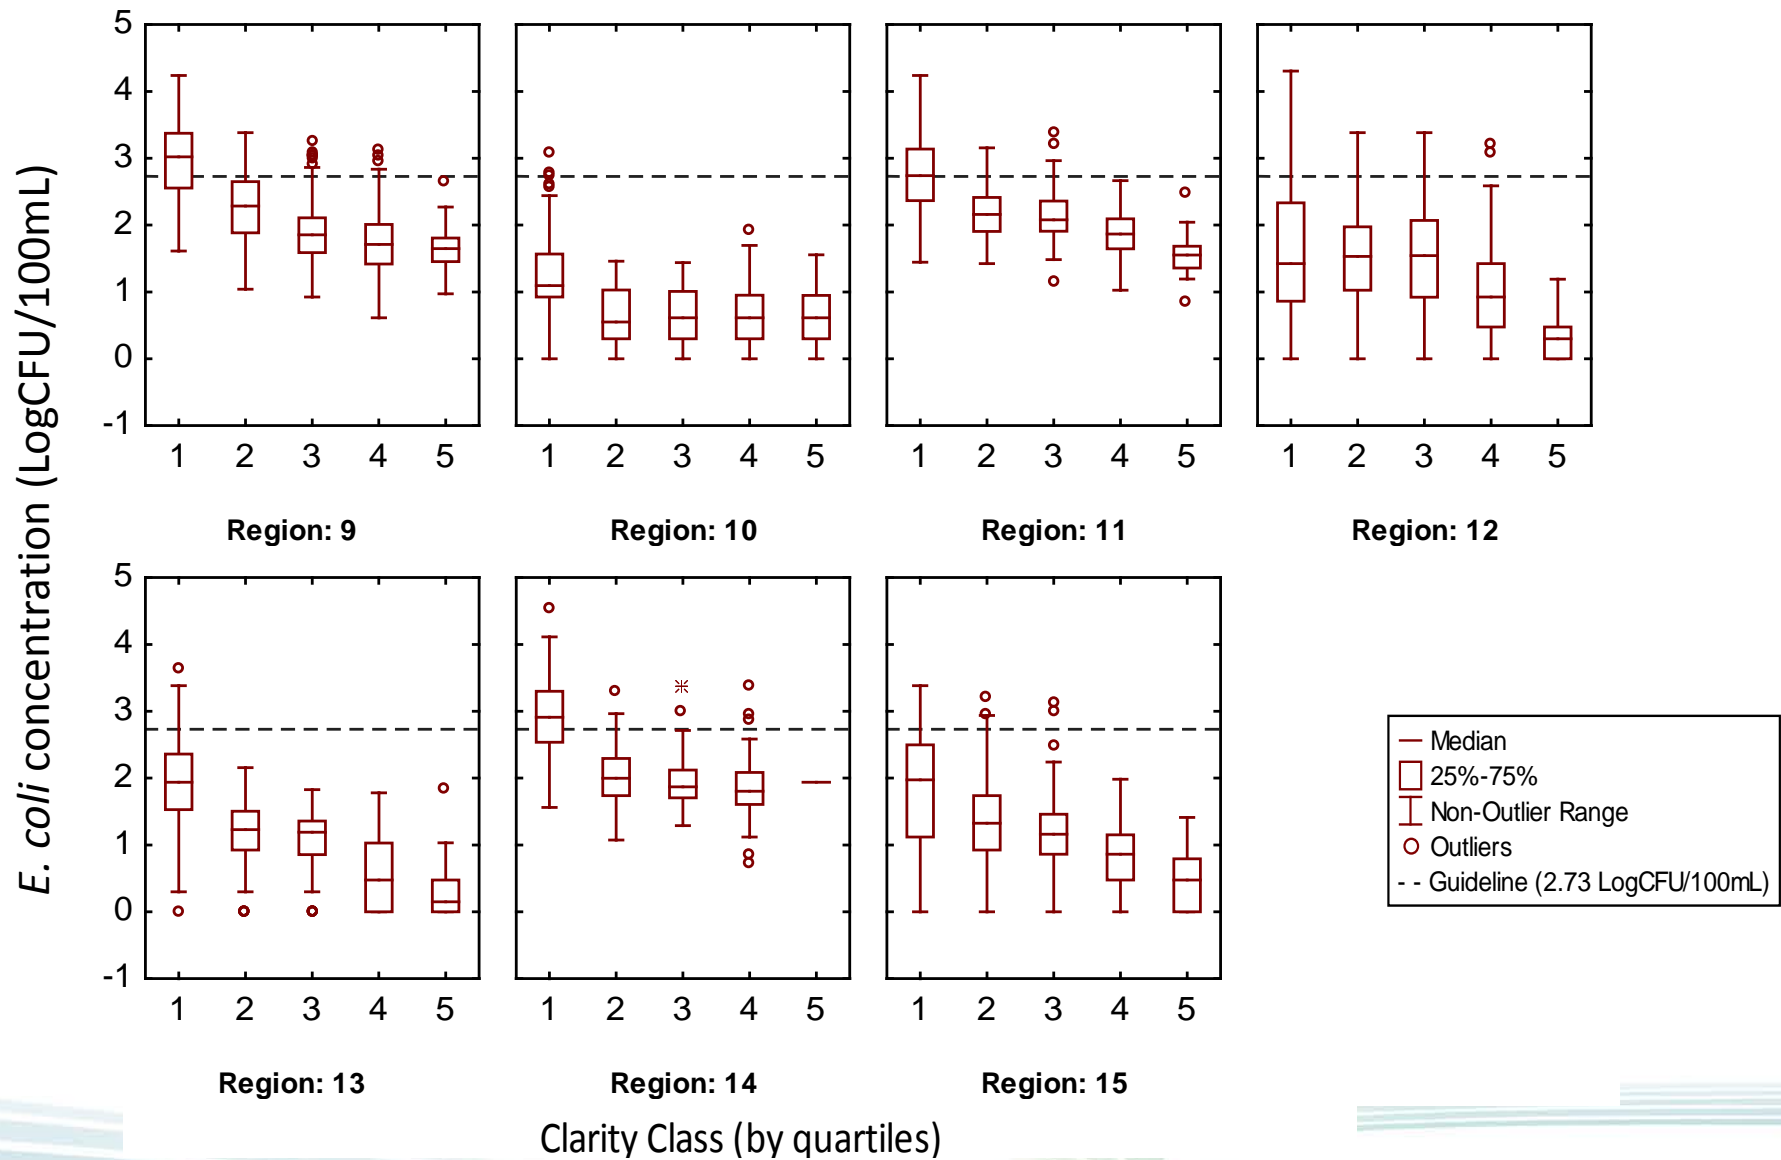 E. coli concentration (LogCFU/100mL)
5
4
3
2
1
0
-1
1 2 3 4 5
1 2 3 4 5
1 2 3 4 5
1 2 3 4 5
Region: 9
Region: 10
Region: 11
Region: 12
5
4
3
2
1
0
-1
1 2 3 4 5
1 2 3 4 5
1 2 3 4 5
Region: 13
Region: 14
Region: 15
Median
25%-75%
Non-Outlier Range
Outliers
Guideline (2.73 LogCFU/100mL)
Clarity Class (by quartiles)